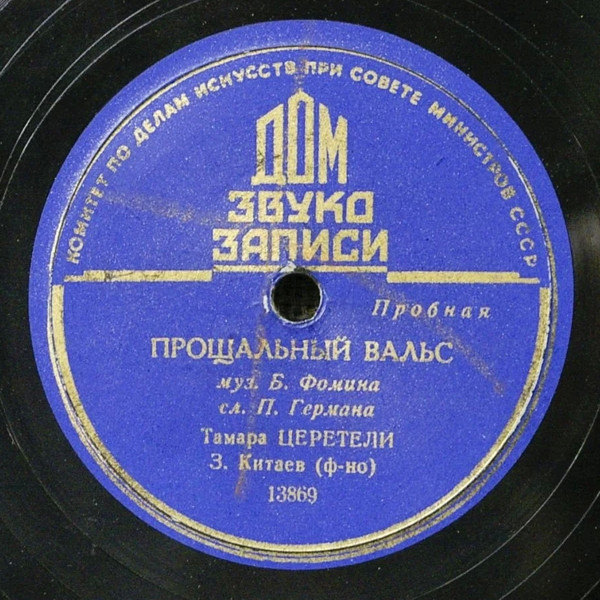 КОМИТЕТ ПО ДЕЛАМ ИСКУССТВ ПРИ СОВЕТЕ МИНИСТРОВ СССР
ДОМ
ЗВУКО
ЗАПИСИ
Пробная
ПРОЩАЛЬНЫЙ ВАЛЬС
муз. Б. Фомина
сл. П. Германа
Тамара ЦЕРЕТЕЛИ
З. Китаев (ф-но)
13869